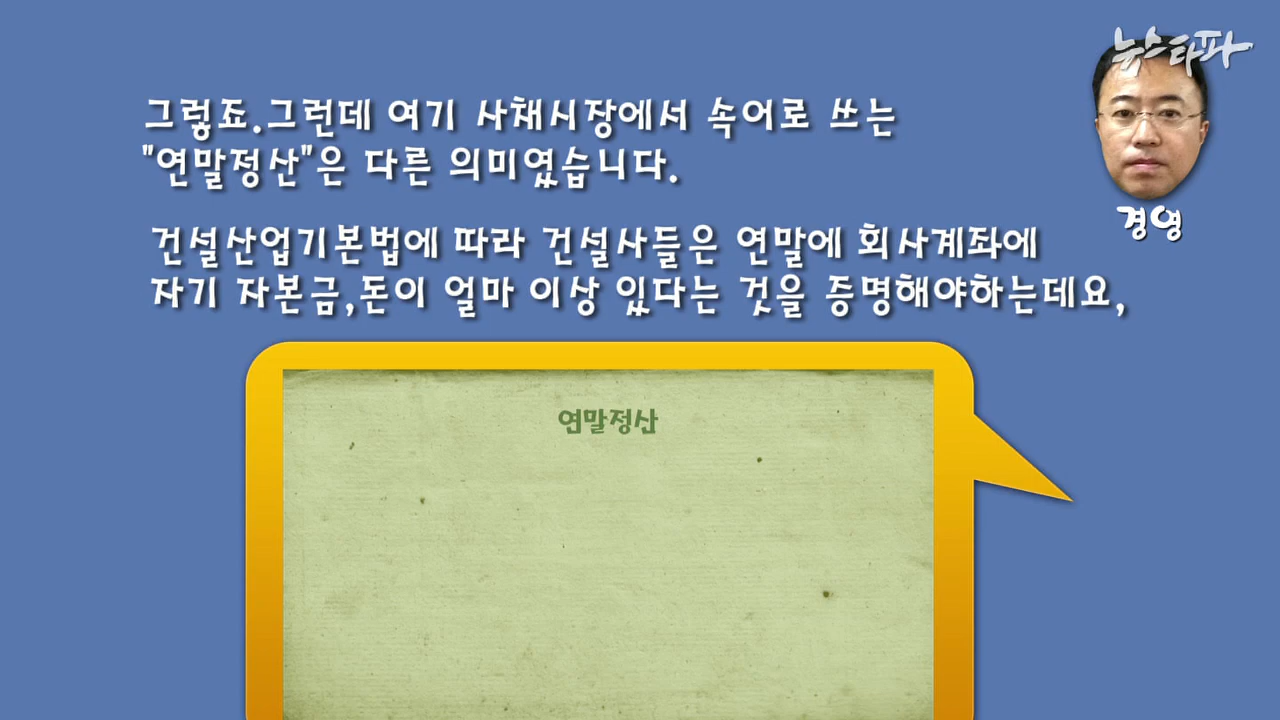 뉴스타파
그렇죠.그런데 여기 사채시장에서 속어로 쓰는
"연말정산"은 다른 의미였습니다.
경영
건설산업기본법에 따라 건설사들은 연말에 회사계좌에
자기 자본금,돈이 얼마 이상 있다는 것을 증명해야하는데요,
연말정산